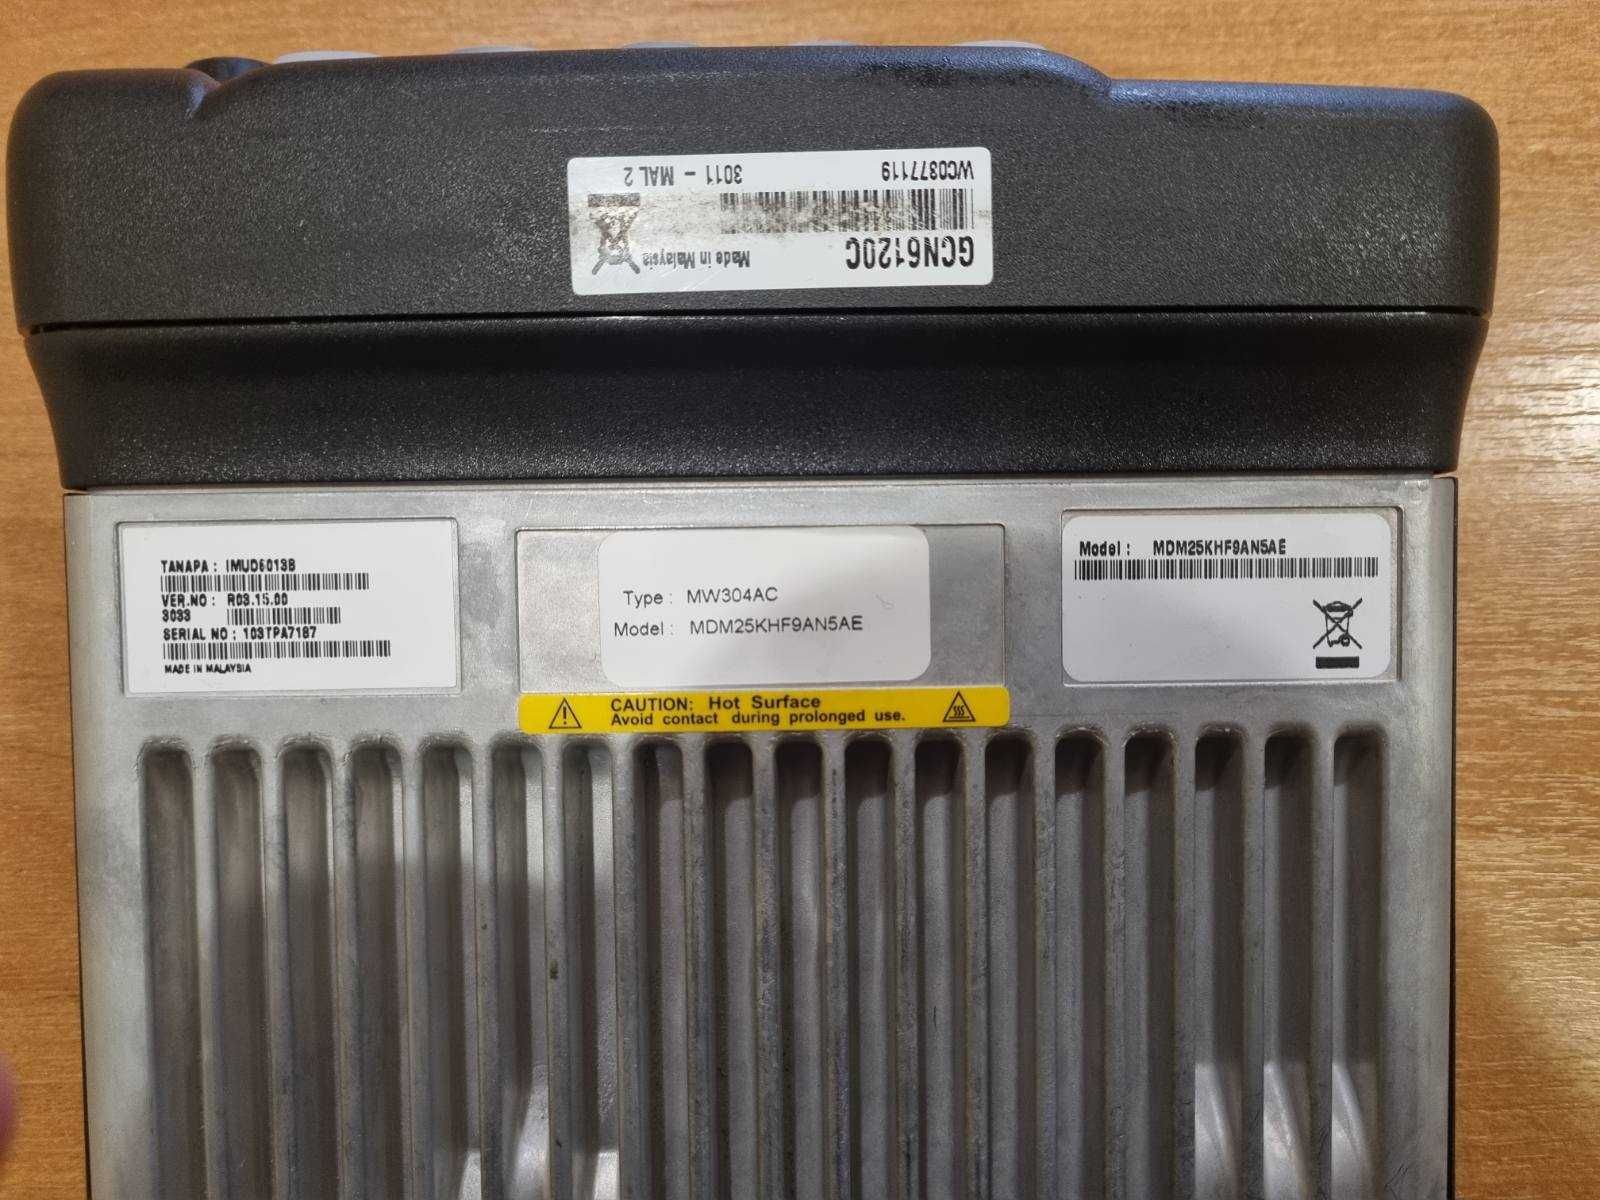 GCN6120C
Made in Malaysia
WC0877119
3011 - MAL 2
TANAPA : IMUD6013B
VER.NO : R03.15.00
3033
SERIAL NO : 103TPA7187
MADE IN MALAYSIA
Type : MW304AC
Model : MDM25KHF9AN5AE
Model : MDM25KHF9AN5AE
CAUTION: Hot Surface
Avoid contact during prolonged use.